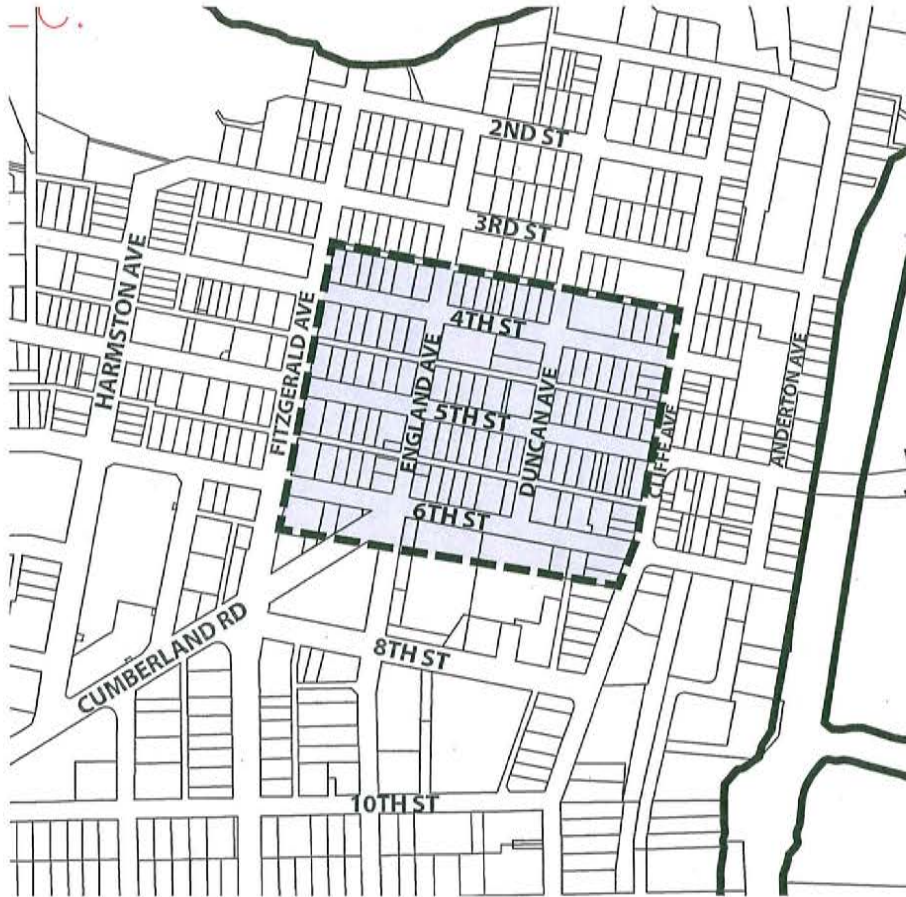 2ND ST
3RD ST
HARMSTON AVE
FITZGERALD AVE
4TH ST
ENGLAND AVE
5TH ST
DUNCAN AVE
CLIFFE AVE
ANDERTON AVE
6TH ST
CUMBERLAND RD
8TH ST
10TH ST